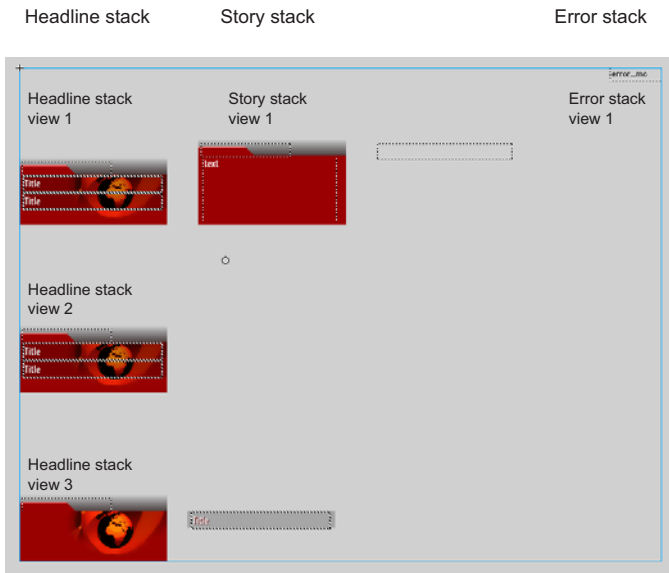 Headline stack Story stack Error stack
error_mc
Headline stack view 1
Story stack view 1
Error stack view 1
Title
Title
text
Headline stack
view 2
Title
Title
Headline stack
view 3
Title